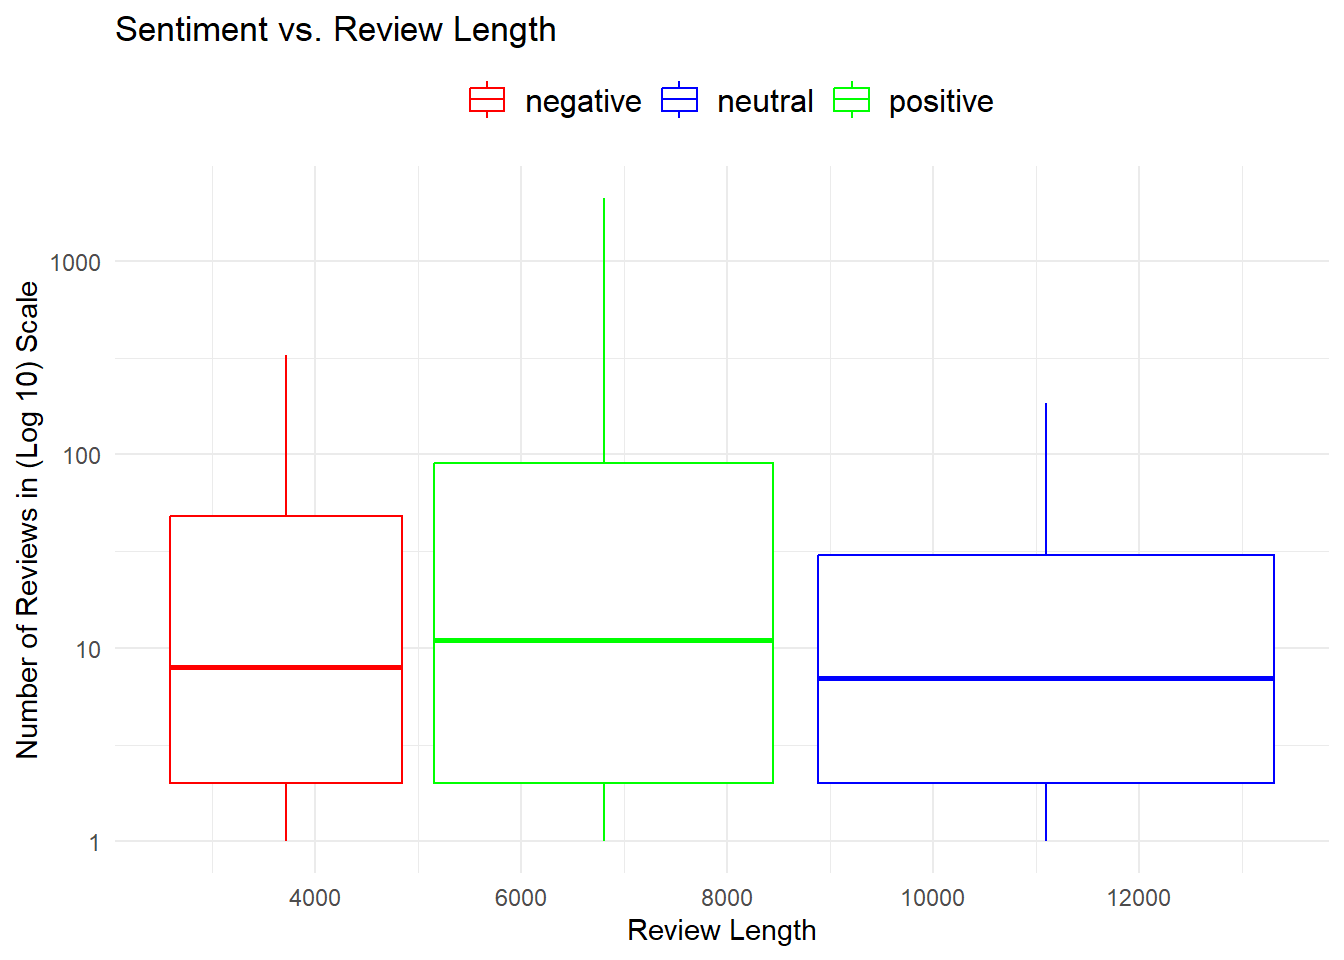 Sentiment vs. Review Length
negative neutral positive
Number of Reviews in (Log 10) Scale
1000
100
10
1
4000 6000 8000 10000 12000
Review Length